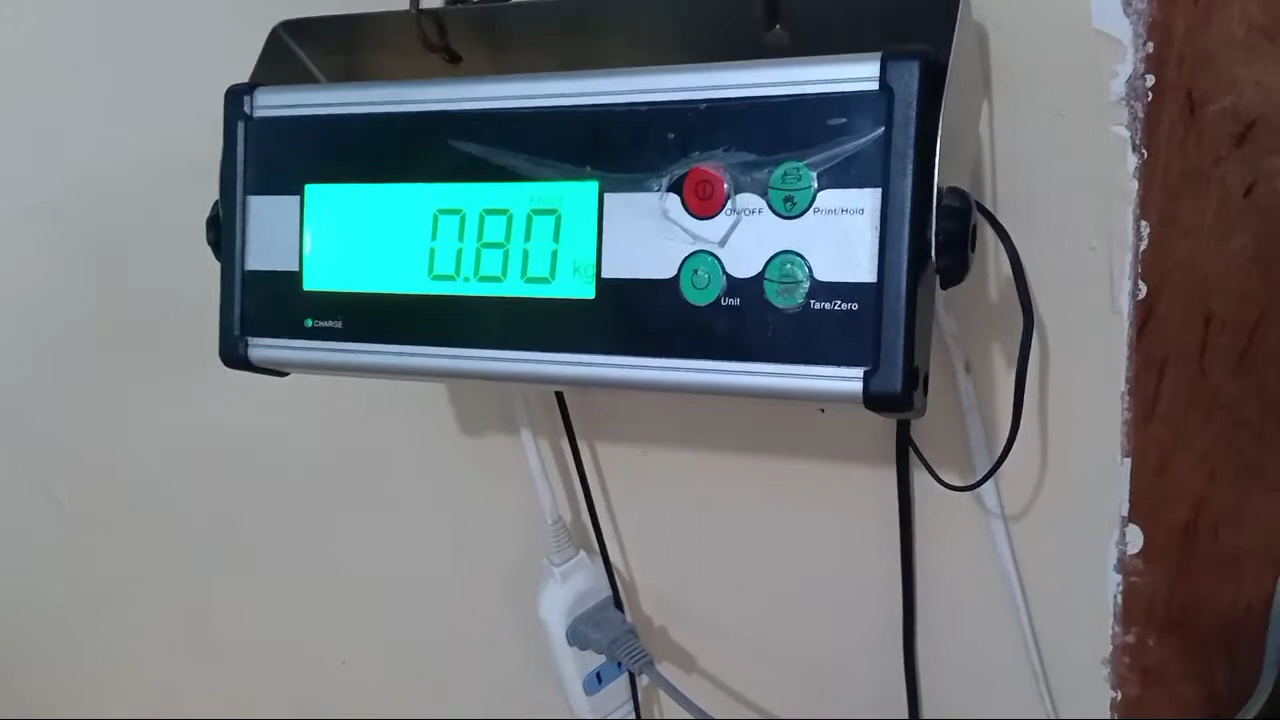 0.80 kg
ON/OFF
Print/Hold
Unit
Tare/Zero
CHARGE